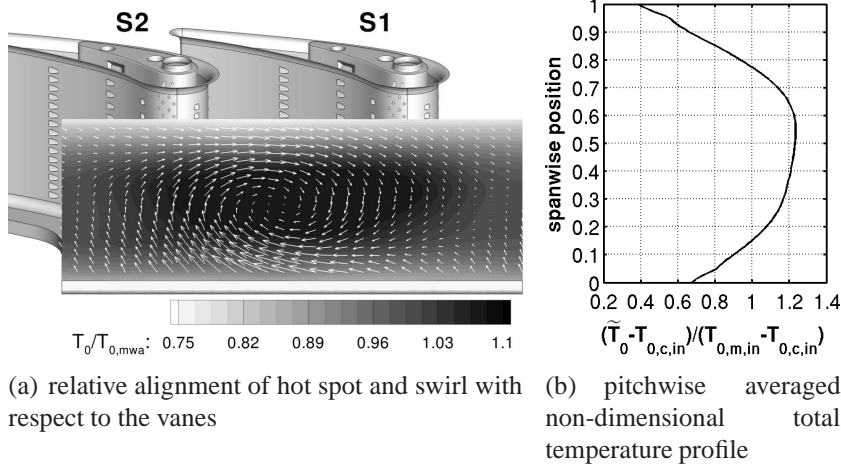 S2 S1
T0/T0,mwa: 0.75 0.82 0.89 0.96 1.03 1.1
(a) relative alignment of hot spot and swirl with
respect to the vanes
spanwise position
1
0.9
0.8
0.7
0.6
0.5
0.4
0.3
0.2
0.1
0
0.2 0.4 0.6 0.8 1 1.2 1.4
(T̃0-T0,c,in)/(T0,m,in-T0,c,in)
(b) pitchwise averaged
non-dimensional total
temperature profile